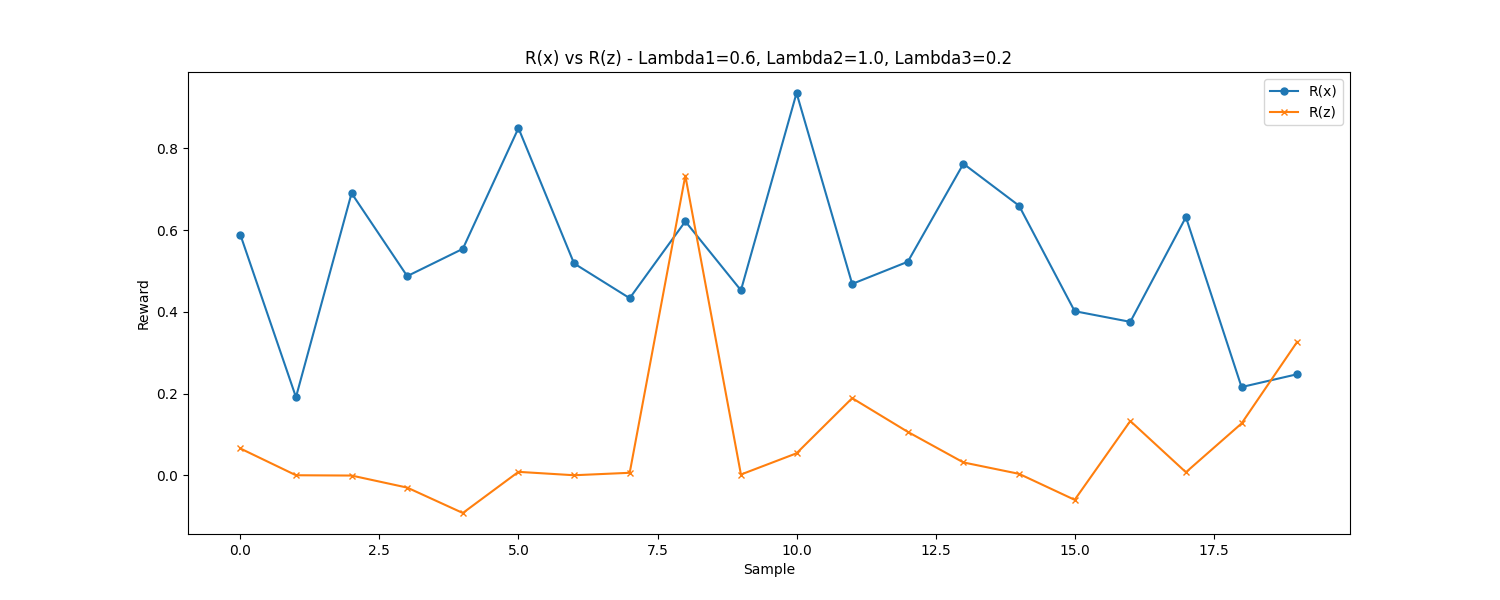 R(x) vs R(z) - Lambda1=0.6, Lambda2=1.0, Lambda3=0.2
R(x)
R(z)
Reward
0.8
0.6
0.4
0.2
0.0
0.0 2.5 5.0 7.5 10.0 12.5 15.0 17.5
Sample